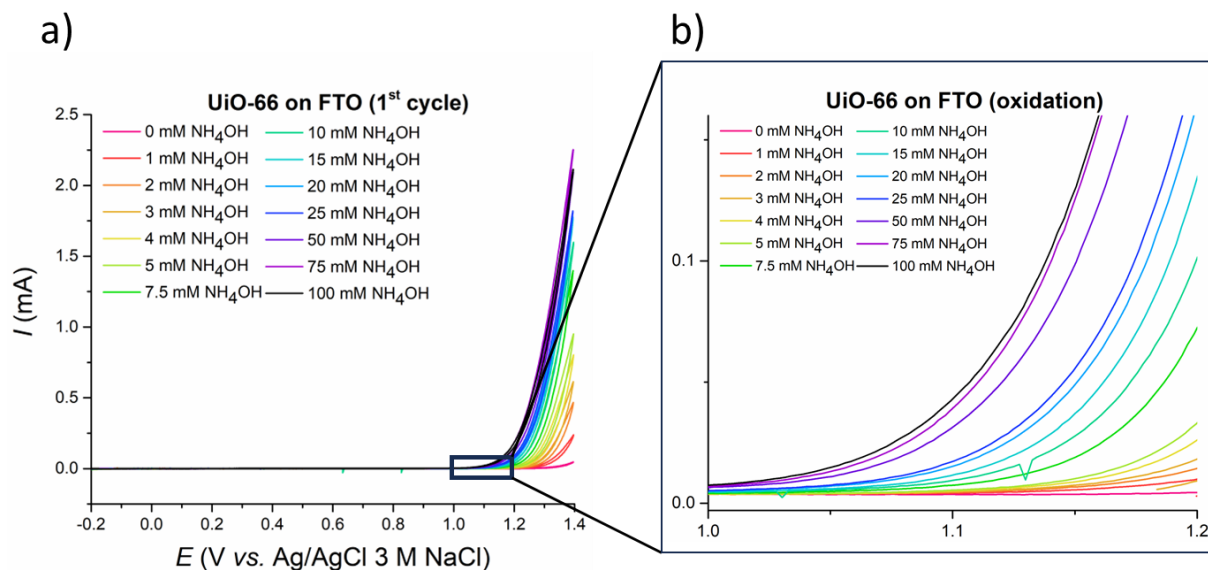 a)
UiO-66 on FTO (1st cycle)
0 mM NH4OH
1 mM NH4OH
2 mM NH4OH
3 mM NH4OH
4 mM NH4OH
5 mM NH4OH
7.5 mM NH4OH
10 mM NH4OH
15 mM NH4OH
20 mM NH4OH
25 mM NH4OH
50 mM NH4OH
75 mM NH4OH
100 mM NH4OH
2.5
2.0
1.5
1.0
0.5
0.0
I (mA)
-0.2 0.0 0.2 0.4 0.6 0.8 1.0 1.2 1.4
E (V vs. Ag/AgCl 3 M NaCl)
b)
UiO-66 on FTO (oxidation)
0 mM NH4OH
1 mM NH4OH
2 mM NH4OH
3 mM NH4OH
4 mM NH4OH
5 mM NH4OH
7.5 mM NH4OH
10 mM NH4OH
15 mM NH4OH
20 mM NH4OH
25 mM NH4OH
50 mM NH4OH
75 mM NH4OH
100 mM NH4OH
0.1
0.0
1.0 1.1 1.2